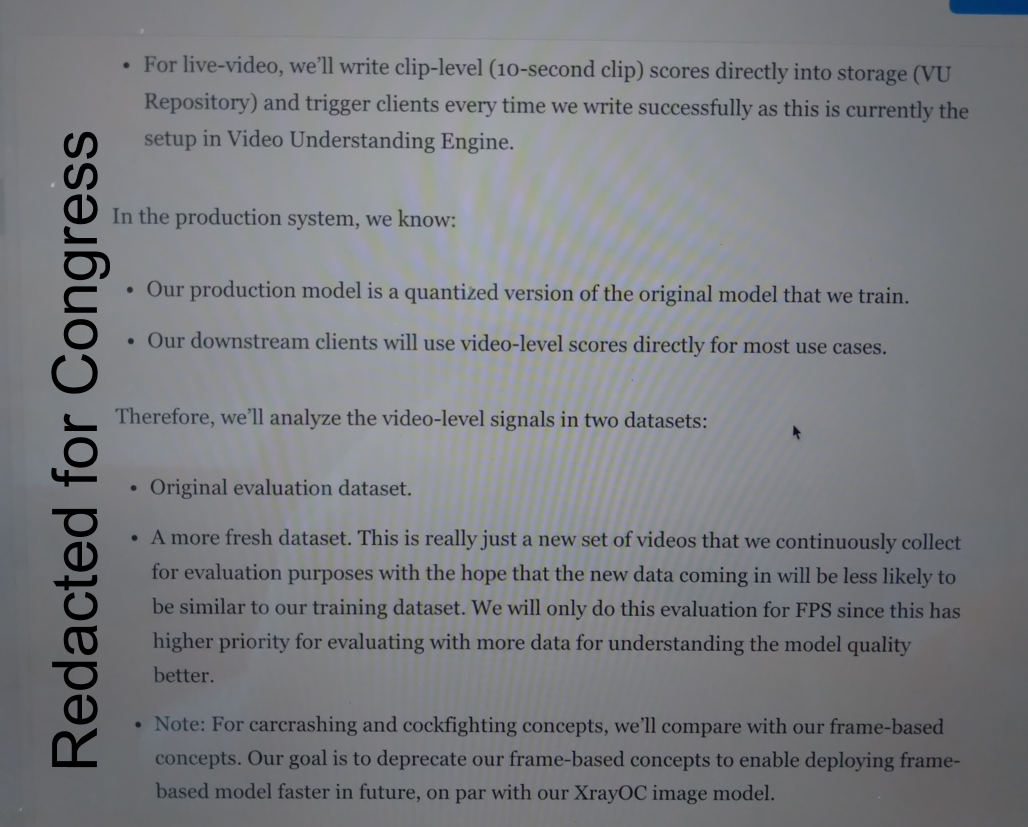 • For live-video, we'll write clip-level (10-second clip) scores directly into storage (VU
Repository) and trigger clients every time we write successfully as this is currently the
setup in Video Understanding Engine.
In the production system, we know:
• Our production model is a quantized version of the original model that we train.
• Our downstream clients will use video-level scores directly for most use cases.
Therefore, we'll analyze the video-level signals in two datasets:
• Original evaluation dataset.
• A more fresh dataset. This is really just a new set of videos that we continuously collect
for evaluation purposes with the hope that the new data coming in will be less likely to
be similar to our training dataset. We will only do this evaluation for FPS since this has
higher priority for evaluating with more data for understanding the model quality
better.
• Note: For carcrashing and cockfighting concepts, we'll compare with our frame-based
concepts. Our goal is to deprecate our frame-based concepts to enable deploying frame-
based model faster in future, on par with our XrayOC image model.
Redacted for Congress